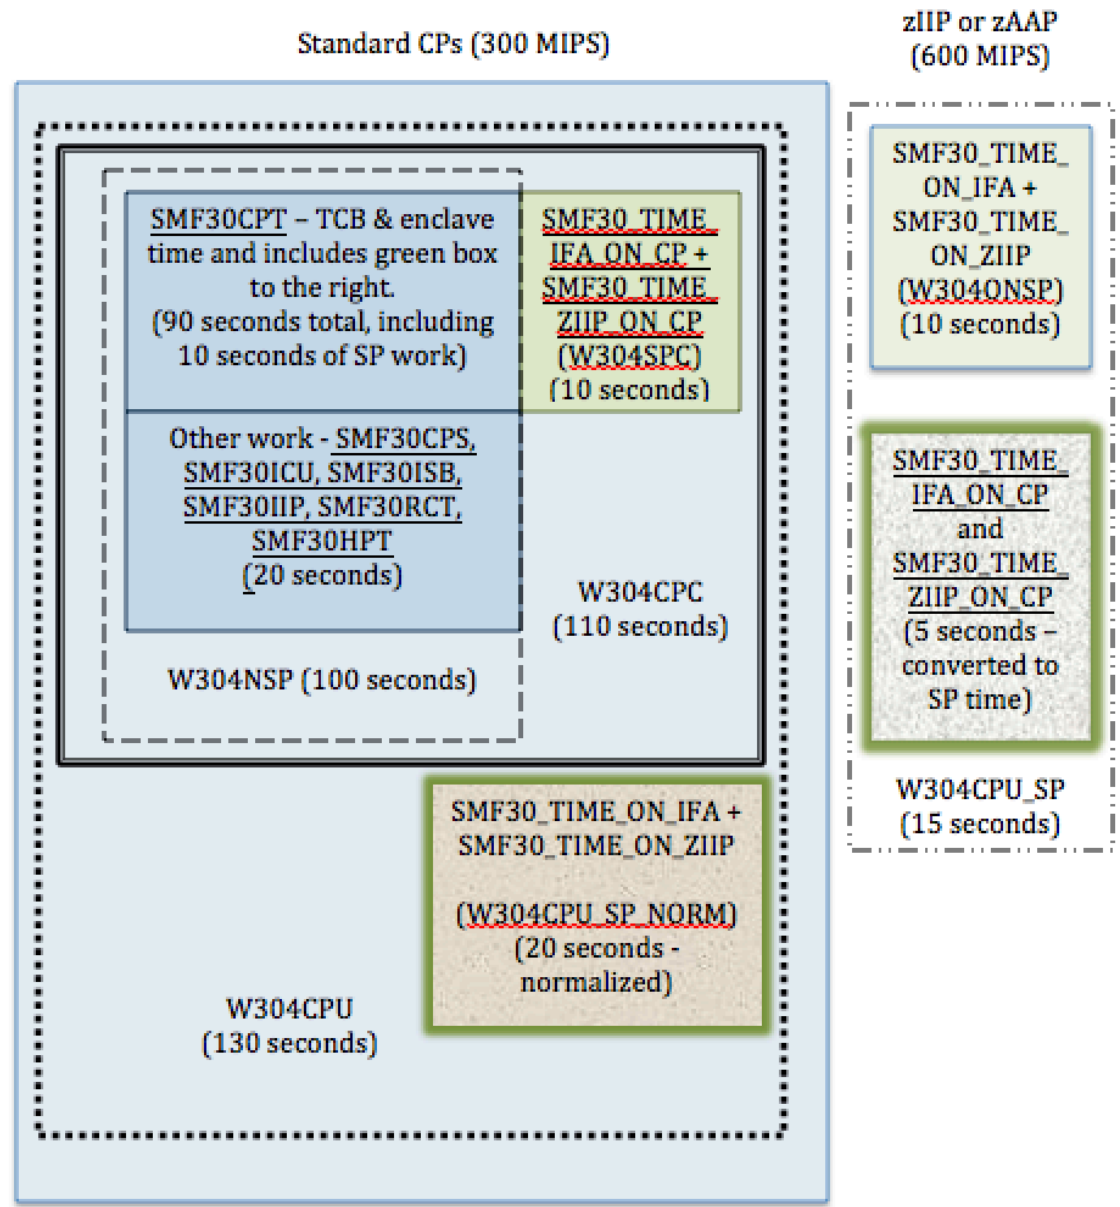 Standard CPs (300 MIPS)
zIIP or zAAP
(600 MIPS)
SMF30CPT – TCB & enclave
time and includes green box
to the right.
(90 seconds total, including
10 seconds of SP work)
SMF30_TIME_
IFA_ON_CP +
SMF30_TIME_
ZIIP_ON_CP
(W304SPC)
(10 seconds)
Other work - SMF30CPS,
SMF30ICU, SMF30ISB,
SMF30IIP, SMF30RCT,
SMF30HPT
(20 seconds)
W304CPC
(110 seconds)
W304NSP (100 seconds)
SMF30_TIME_ON_IFA +
SMF30_TIME_ON_ZIIP
(W304CPU_SP_NORM)
(20 seconds -
normalized)
W304CPU
(130 seconds)
SMF30_TIME_
ON_IFA +
SMF30_TIME_
ON_ZIIP
(W304ONSP)
(10 seconds)
SMF30_TIME_
IFA_ON_CP
and
SMF30_TIME_
ZIIP_ON_CP
(5 seconds –
converted to
SP time)
W304CPU_SP
(15 seconds)